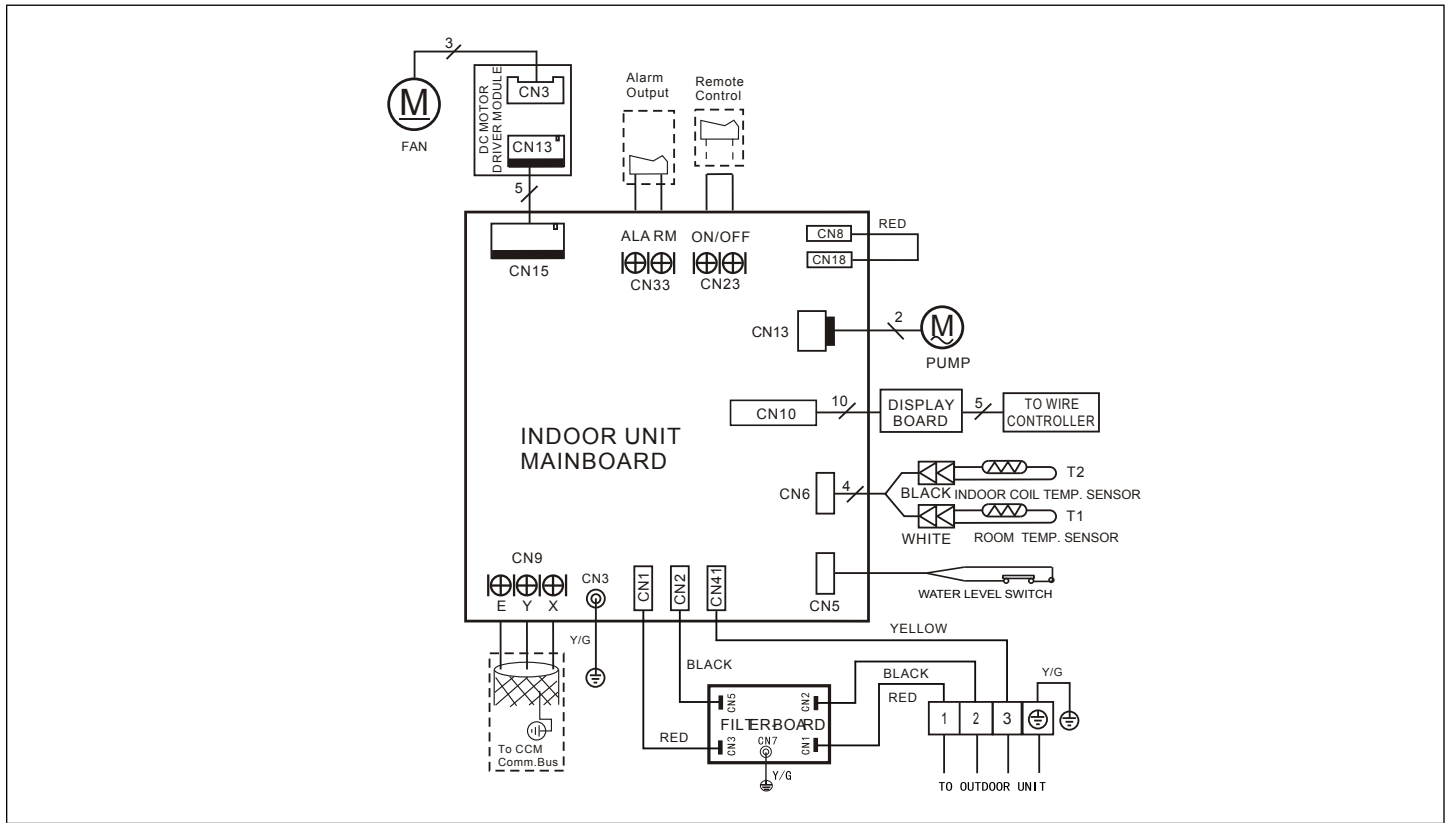 3
M
FAN
DC MOTOR
DRIVER MODULE
CN3
CN13
5
Alarm
Output
Remote
Control
CN15
ALA RM
CN33
ON/OFF
CN23
CN8
RED
CN18
CN13
2
M
PUMP
CN10
10
DISPLAY
BOARD
5
TO WIRE
CONTROLLER
INDOOR UNIT
MAINBOARD
CN6
4
T2
BLACK
INDOOR COIL TEMP. SENSOR
T1
WHITE
ROOM TEMP. SENSOR
CN5
WATER LEVEL SWITCH
CN9
E Y X
CN3
CN1
CN2
CN41
Y/G
To CCM
Comm.Bus
YELLOW
BLACK
RED
CN5
CN2
FILTER-BOARD
CN3
CN7
CN1
Y/G
BLACK
RED
Y/G
1 2 3
TO OUTDOOR UNIT